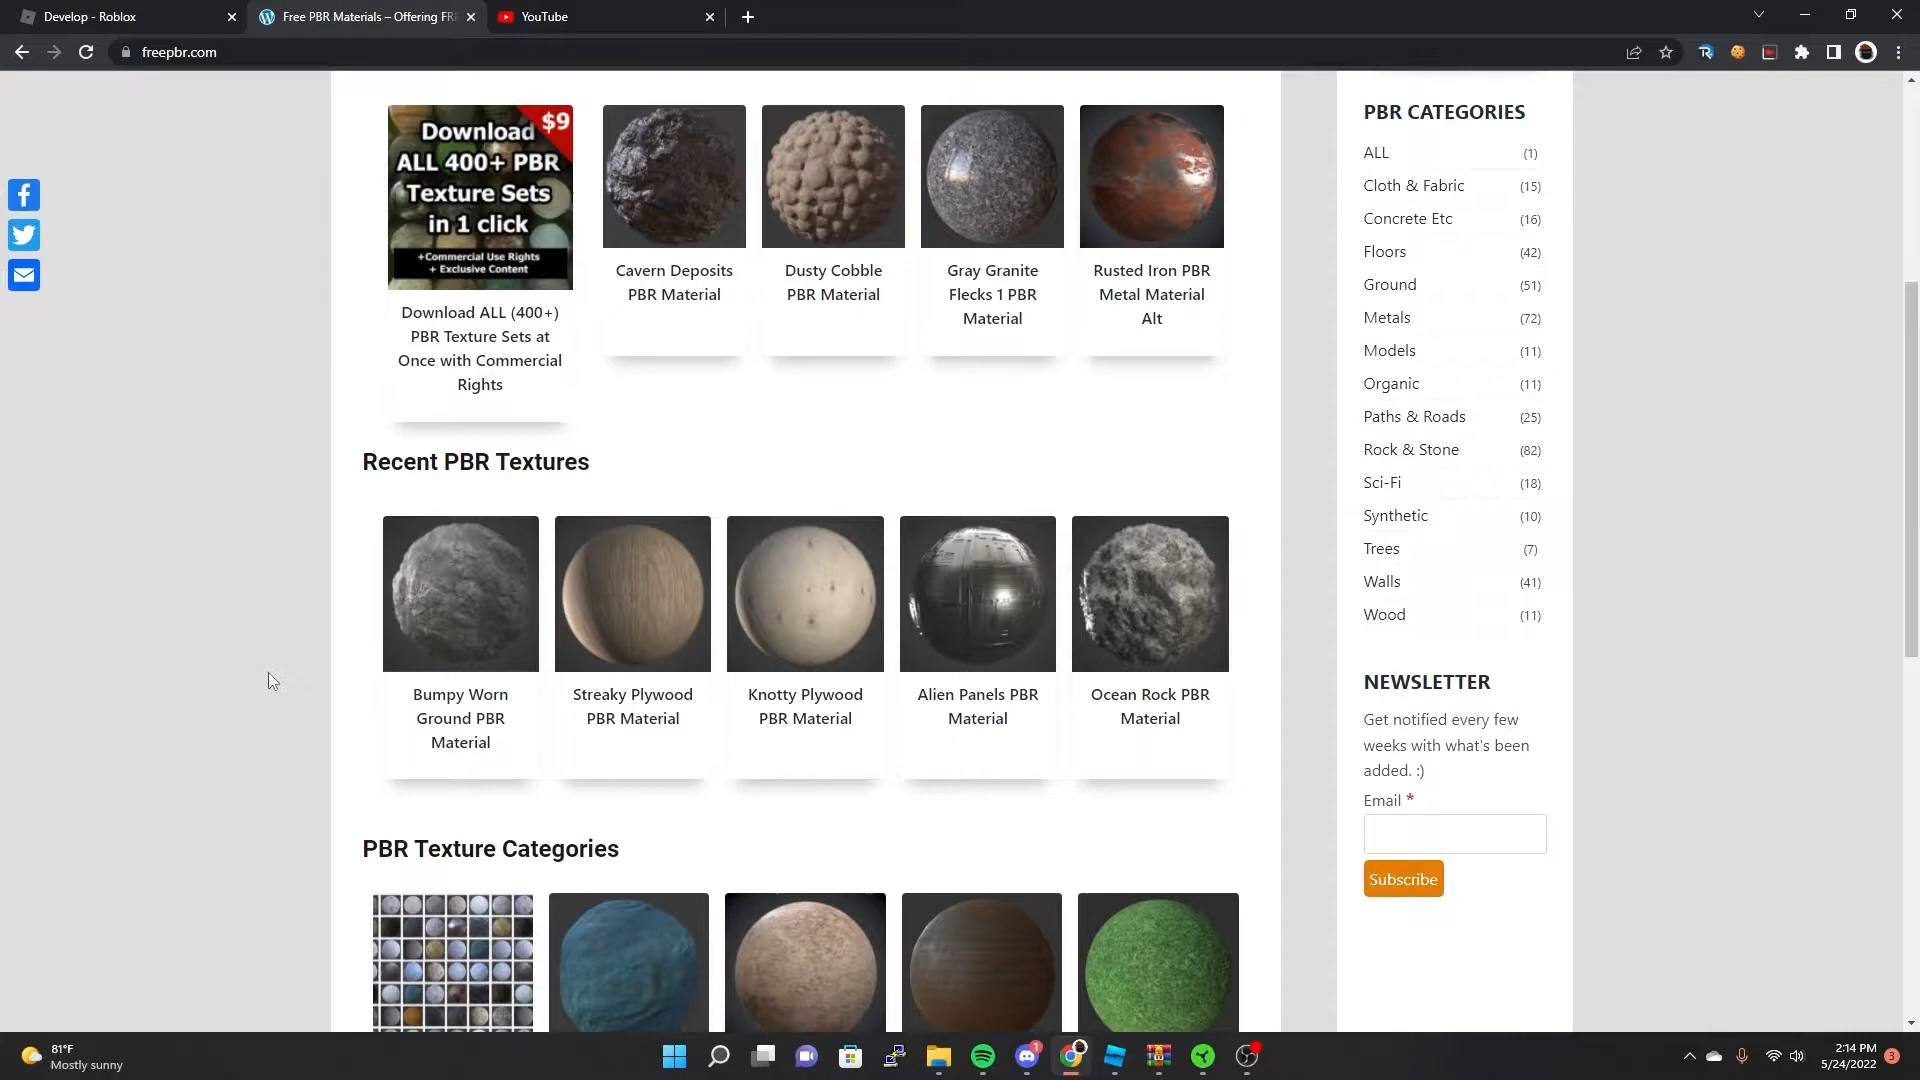 Develop - Roblox
Free PBR Materials – Offering FRE
YouTube
freepbr.com
$9
Download
ALL 400+ PBR
Texture Sets
in 1 click
+Commercial Use Rights
+ Exclusive Content
Download ALL (400+)
PBR Texture Sets at
Once with Commercial
Rights
Cavern Deposits
PBR Material
Dusty Cobble
PBR Material
Gray Granite
Flecks 1 PBR
Material
Rusted Iron PBR
Metal Material
Alt
Recent PBR Textures
Bumpy Worn
Ground PBR
Material
Streaky Plywood
PBR Material
Knotty Plywood
PBR Material
Alien Panels PBR
Material
Ocean Rock PBR
Material
PBR Texture Categories
PBR CATEGORIES
ALL (1)
Cloth & Fabric (15)
Concrete Etc (16)
Floors (42)
Ground (51)
Metals (72)
Models (11)
Organic (11)
Paths & Roads (25)
Rock & Stone (82)
Sci-Fi (18)
Synthetic (10)
Trees (7)
Walls (41)
Wood (11)
NEWSLETTER
Get notified every few
weeks with what's been
added. :)
Email *
Subscribe
81°F
Mostly sunny
1
2:14 PM
5/24/2022
3